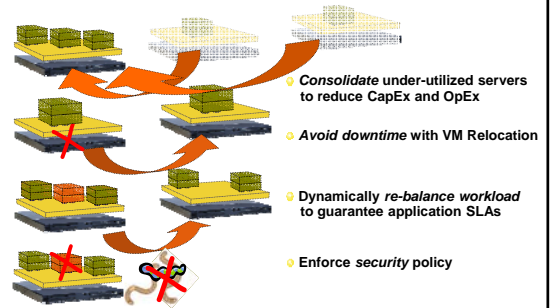 Consolidate under-utilized servers
to reduce CapEx and OpEx
Avoid downtime with VM Relocation
Dynamically re-balance workload
to guarantee application SLAs
Enforce security policy